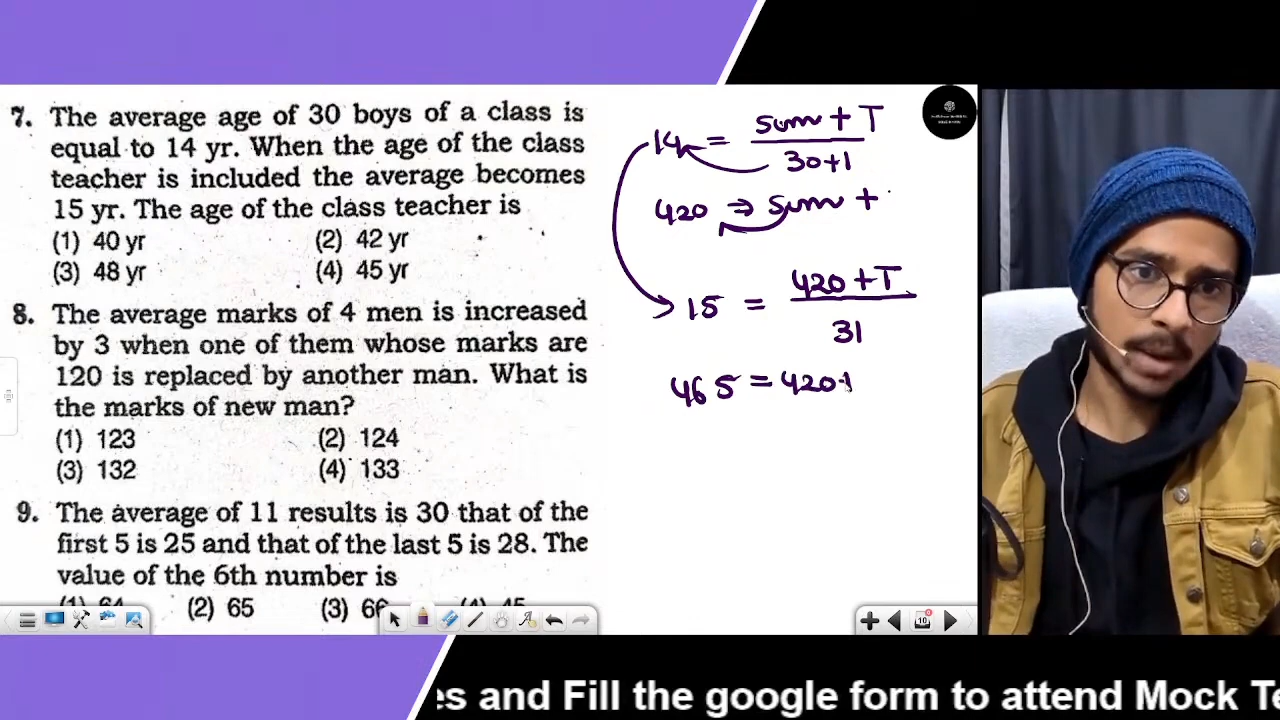 7. The average age of 30 boys of a class is
equal to 14 yr. When the age of the class
teacher is included the average becomes
15 yr. The age of the class teacher is
(1) 40 yr (2) 42 yr
(3) 48 yr (4) 45 yr
8. The average marks of 4 men is increased
by 3 when one of them whose marks are
120 is replaced by another man. What is
the marks of new man?
(1) 123 (2) 124
(3) 132 (4) 133
9. The average of 11 results is 30 that of the
first 5 is 25 and that of the last 5 is 28. The
value of the 6th number is
(1) 64 (2) 65 (3) 66 (4) 45
14 = sum + T
30+1
420 ⇒ sum +
15 = 420 + T
31
465 = 420+
10
es and Fill the google form to attend Mock Te